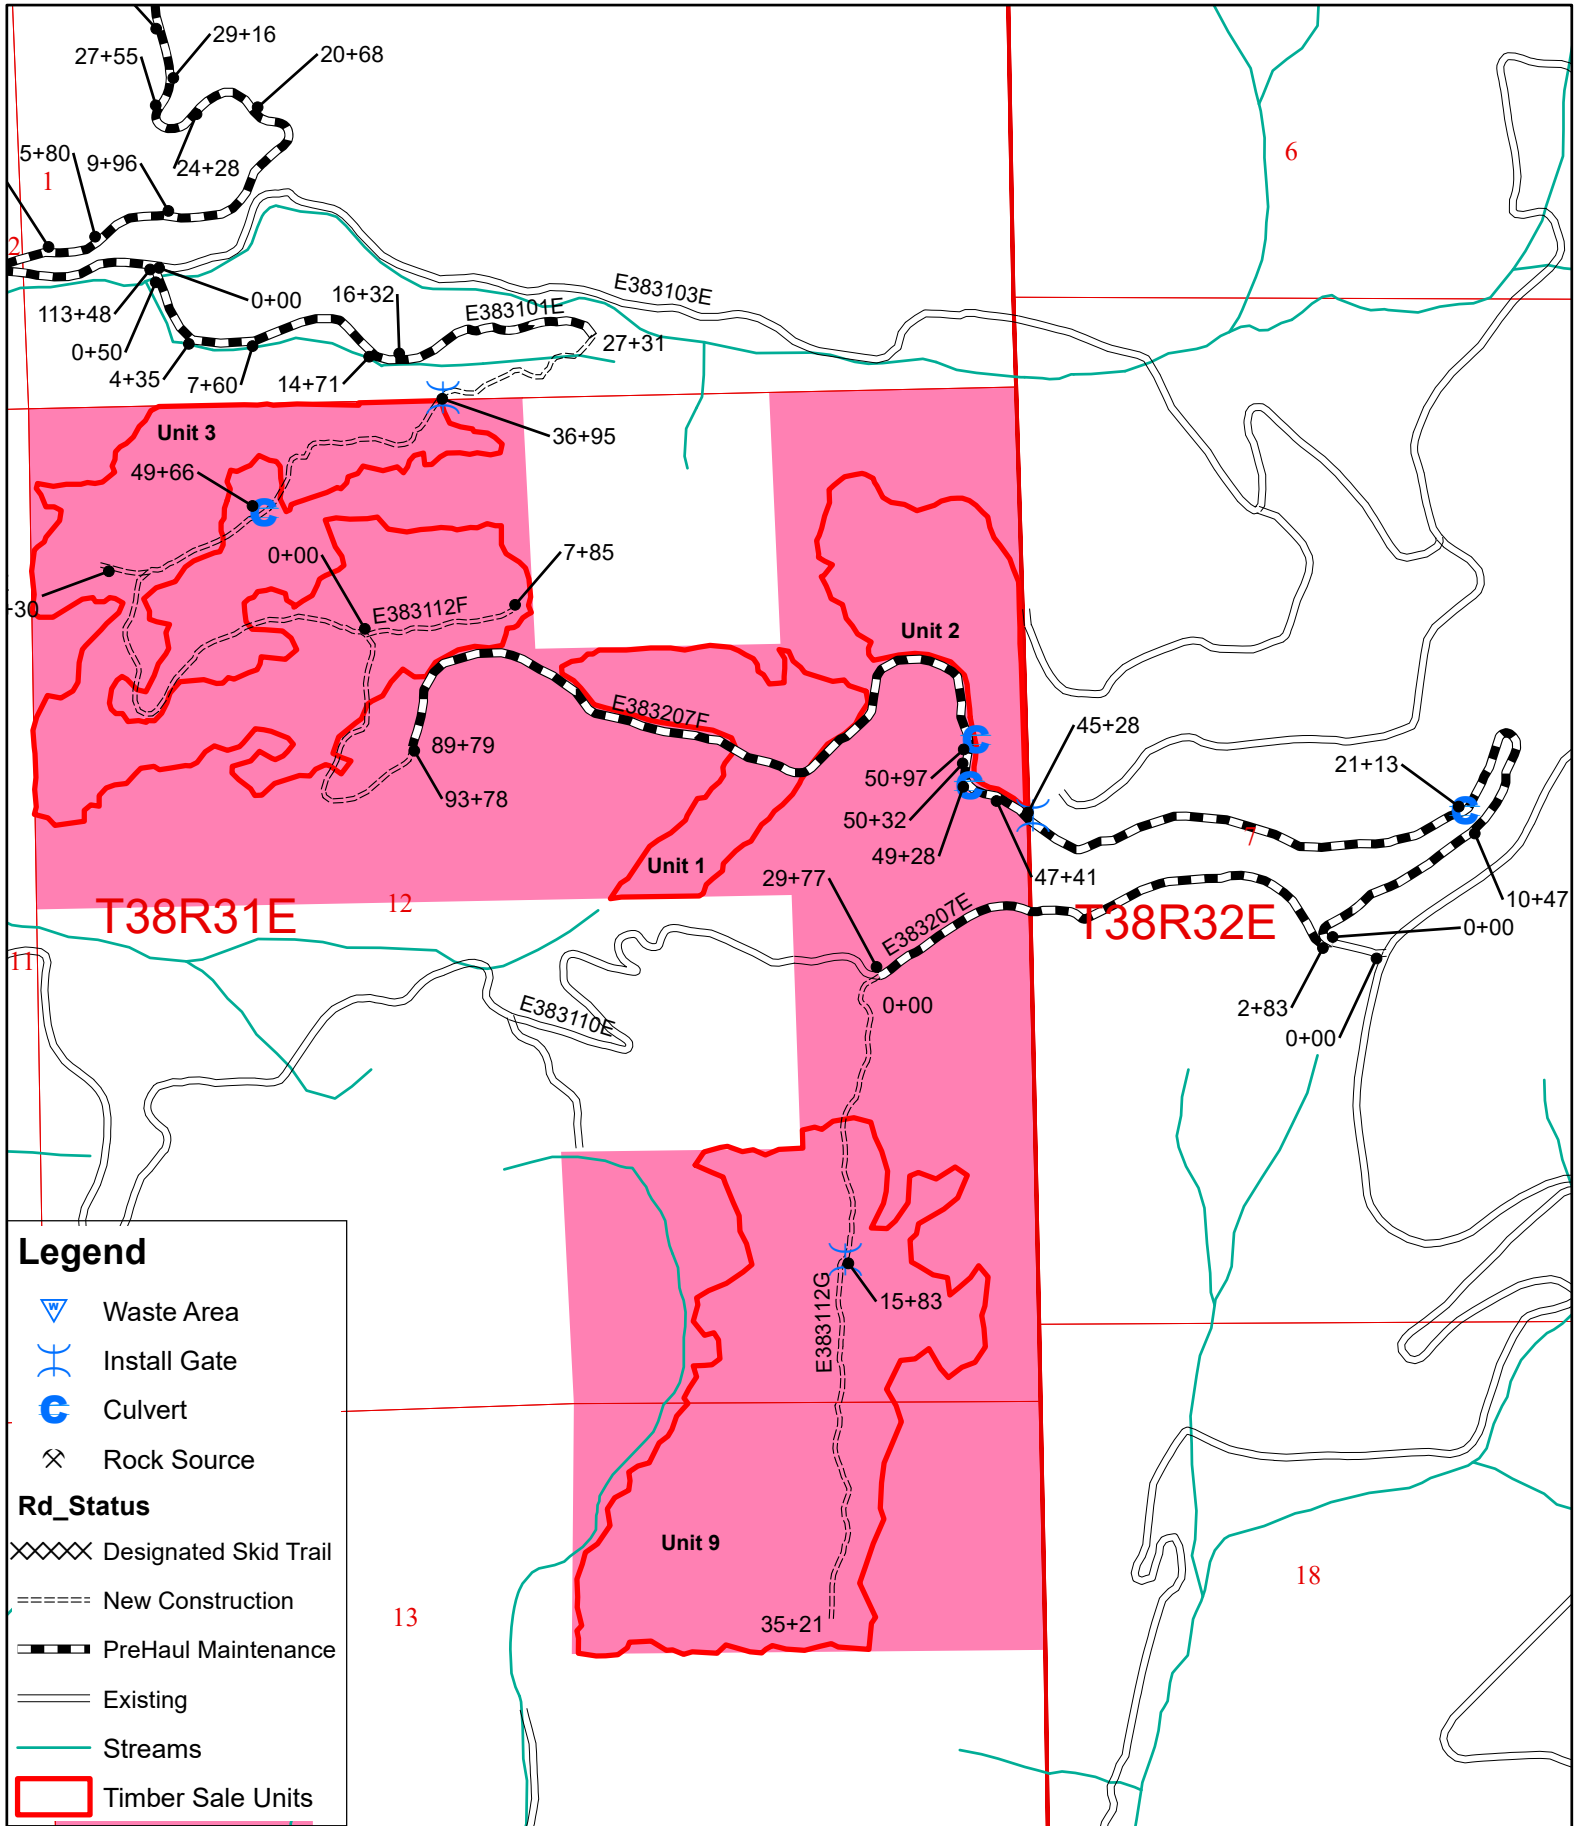 29+16
27+55
20+68
5+80
9+96
24+28
1
2
6
113+48
0+00
16+32
E383101E
E383103E
0+50
4+35
7+60
14+71
27+31
Unit 3
36+95
49+66
0+00
7+85
E383112F
Unit 2
E383207F
89+79
93+78
50+97
50+32
49+28
45+28
21+13
7
47+41
Unit 1
29+77
10+47
T38R31E
12
E383207E
T38R32E
0+00
11
0+00
2+83
0+00
E383110E
15+83
E383112G
Unit 9
35+21
13
18
Legend
W
Waste Area
Install Gate
C
Culvert
Rock Source
Rd_Status
Designated Skid Trail
New Construction
PreHaul Maintenance
Existing
Streams
Timber Sale Units